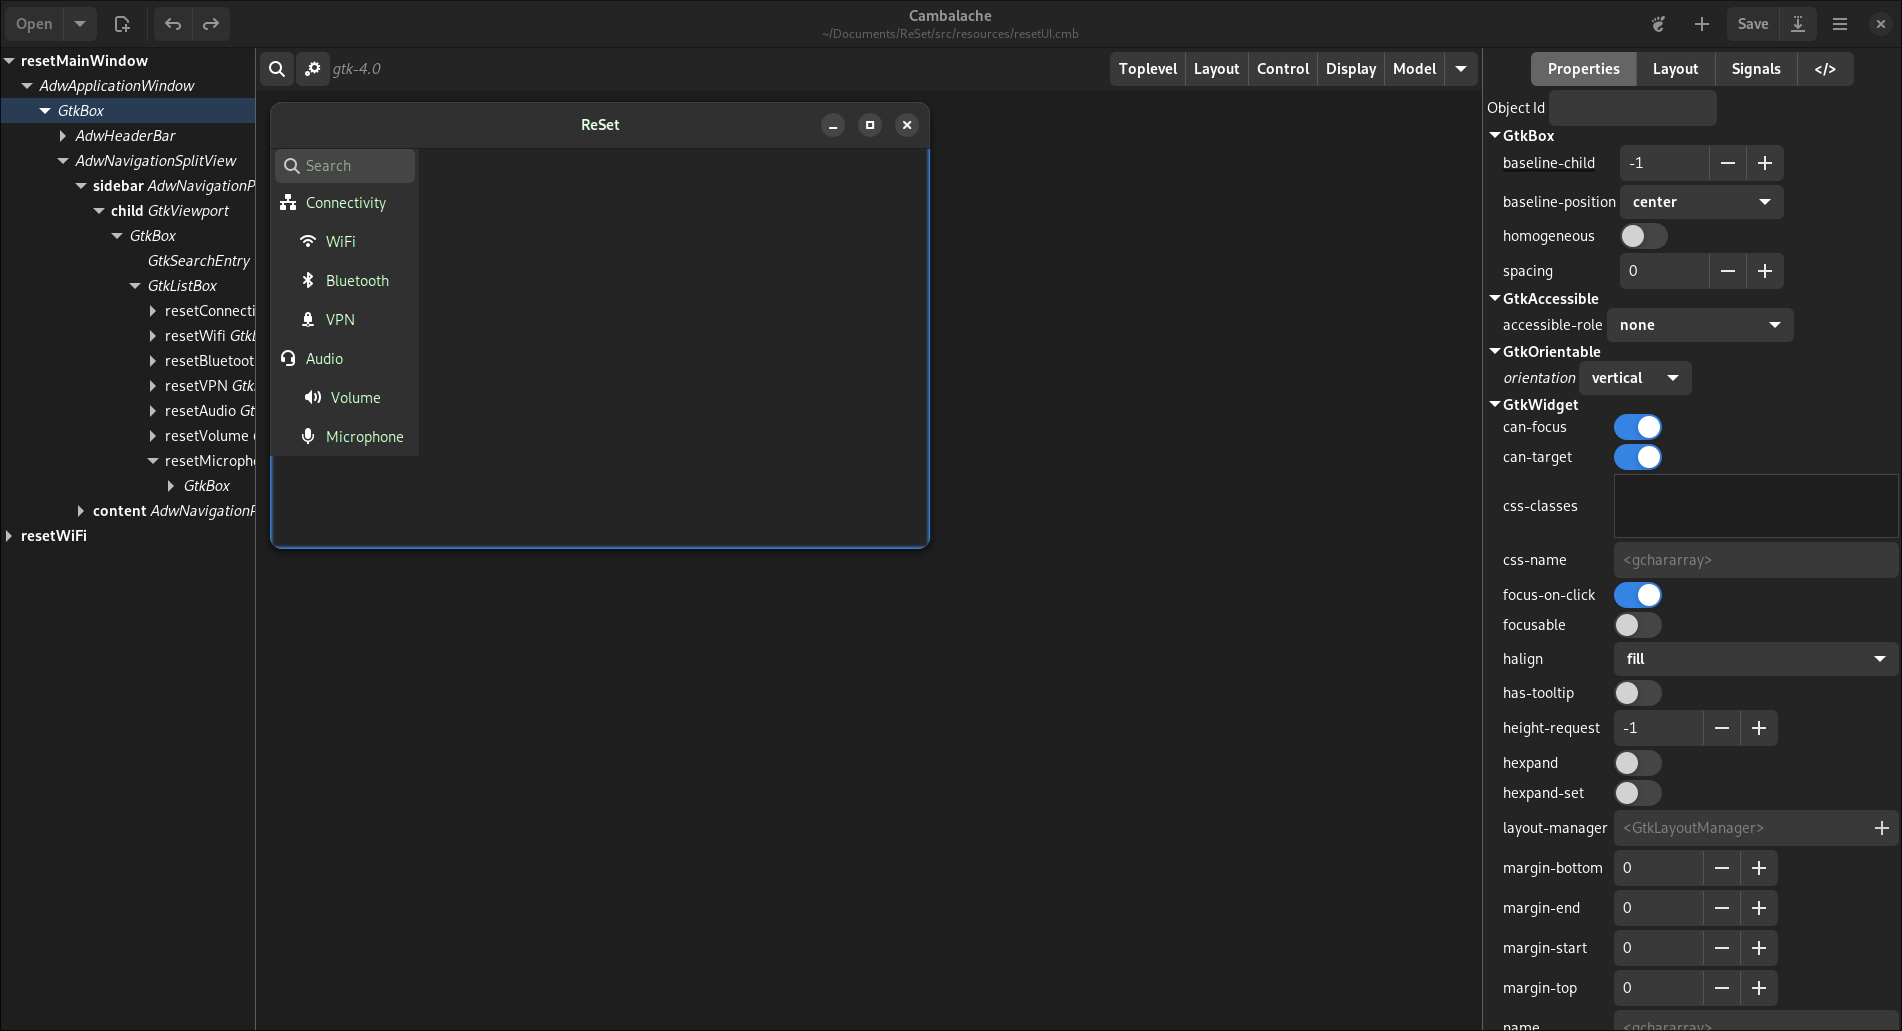 Open
Cambalache
~/Documents/ReSet/src/resources/resetUI.cmb
Save
resetMainWindow
AdwApplicationWindow
GtkBox
AdwHeaderBar
AdwNavigationSplitView
sidebar AdwNavigationP
child GtkViewport
GtkBox
GtkSearchEntry
GtkListBox
resetConnecti
resetWifi Gtk
resetBluetoot
resetVPN Gtk
resetAudio Gt
resetVolume
resetMicroph
GtkBox
content AdwNavigationP
resetWiFi
gtk-4.0
Toplevel Layout Control Display Model
ReSet
Search
Connectivity
WiFi
Bluetooth
VPN
Audio
Volume
Microphone
Properties Layout Signals </>
Object Id
GtkBox
baseline-child -1
baseline-position center
homogeneous
spacing 0
GtkAccessible
accessible-role none
GtkOrientable
orientation vertical
GtkWidget
can-focus
can-target
css-classes
css-name <gchararray>
focus-on-click
focusable
halign fill
has-tooltip
height-request -1
hexpand
hexpand-set
layout-manager <GtkLayoutManager>
margin-bottom 0
margin-end 0
margin-start 0
margin-top 0
name <gchararray>